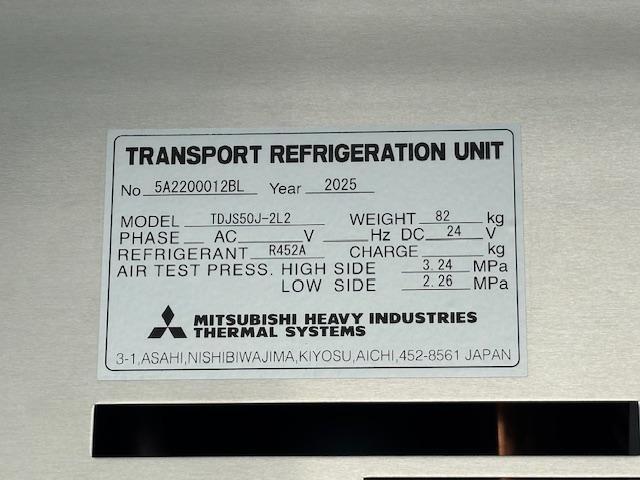 TRANSPORT REFRIGERATION UNIT
No 5A2200012BL Year 2025
MODEL TDJS50J-2L2 WEIGHT 82 kg
PHASE AC V Hz DC 24 V
REFRIGERANT R452A CHARGE kg
AIR TEST PRESS. HIGH SIDE 3.24 MPa
LOW SIDE 2.26 MPa
MITSUBISHI HEAVY INDUSTRIES
THERMAL SYSTEMS
3-1,ASAHI,NISHIBIWAJIMA,KIYOSU,AICHI,452-8561 JAPAN